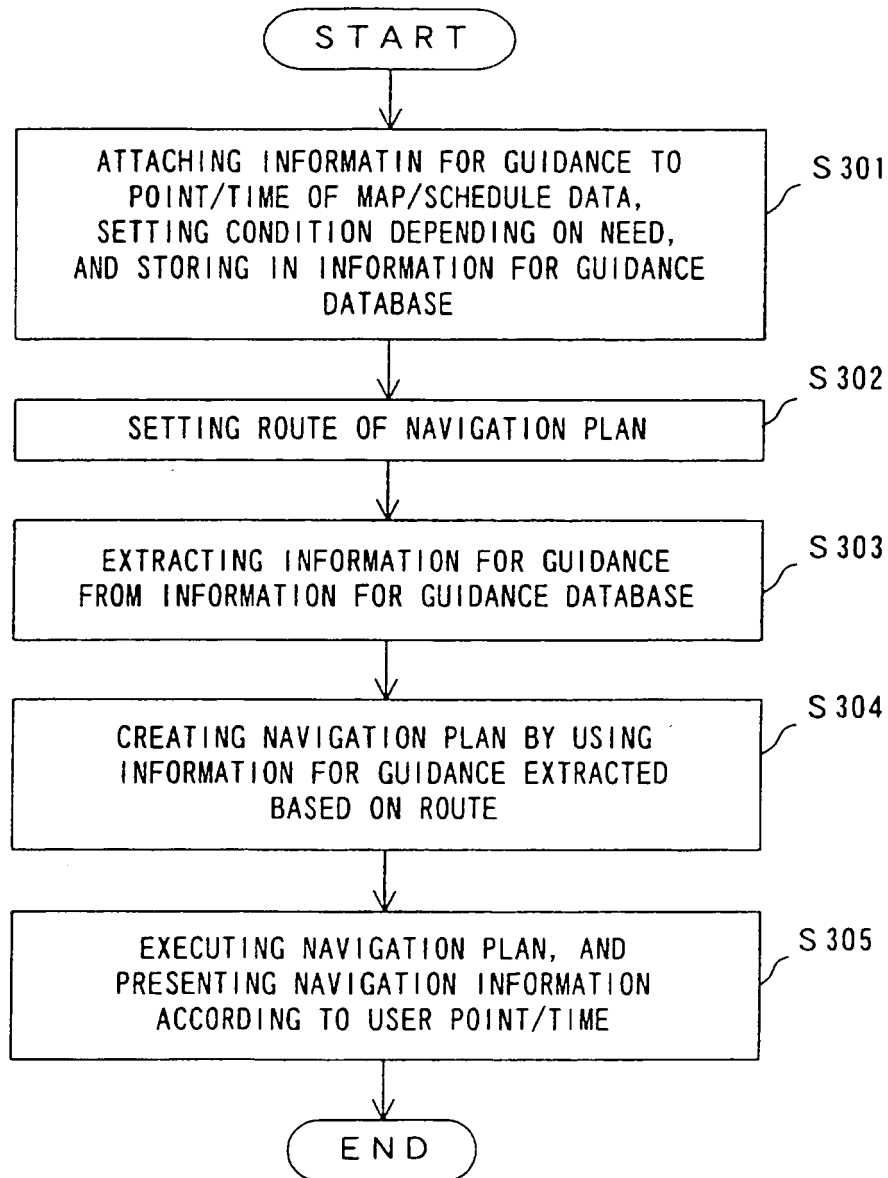 START
ATTACHING INFORMATIN FOR GUIDANCE TO
POINT/TIME OF MAP/SCHEDULE DATA,
SETTING CONDITION DEPENDING ON NEED,
AND STORING IN INFORMATION FOR GUIDANCE
DATABASE
S301
SETTING ROUTE OF NAVIGATION PLAN
S302
EXTRACTING INFORMATION FOR GUIDANCE
FROM INFORMATION FOR GUIDANCE DATABASE
S303
CREATING NAVIGATION PLAN BY USING
INFORMATION FOR GUIDANCE EXTRACTED
BASED ON ROUTE
S304
EXECUTING NAVIGATION PLAN, AND
PRESENTING NAVIGATION INFORMATION
ACCORDING TO USER POINT/TIME
S305
END